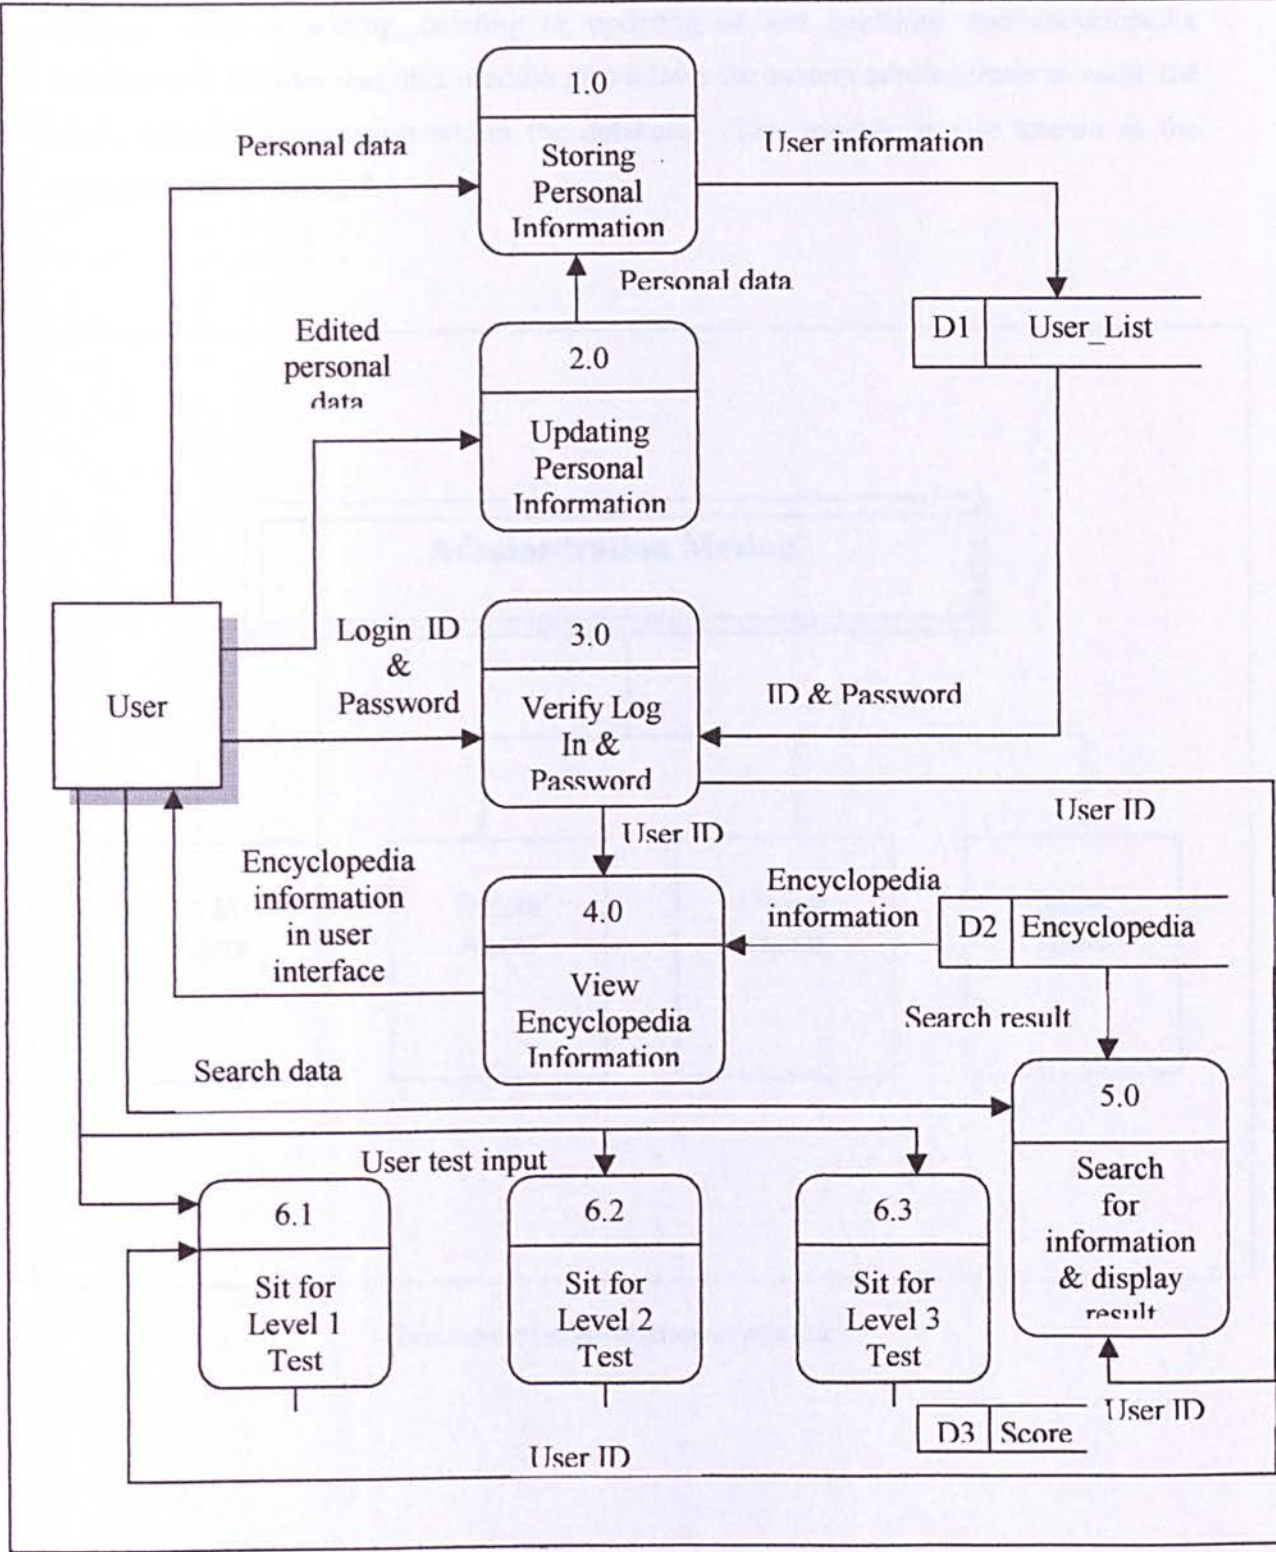 1.0
Storing
Personal
Information
Personal data
User information
Personal data
D1 User_List
Edited
personal
data
2.0
Updating
Personal
Information
User
Login ID
&
Password
3.0
Verify Log
In &
Password
ID & Password
User ID
User ID
Encyclopedia
information
in user
interface
4.0
View
Encyclopedia
Information
Encyclopedia
information
D2 Encyclopedia
Search result
Search data
5.0
Search
for
information
& display
result
User test input
6.1
Sit for
Level 1
Test
6.2
Sit for
Level 2
Test
6.3
Sit for
Level 3
Test
User ID
D3 Score
User ID